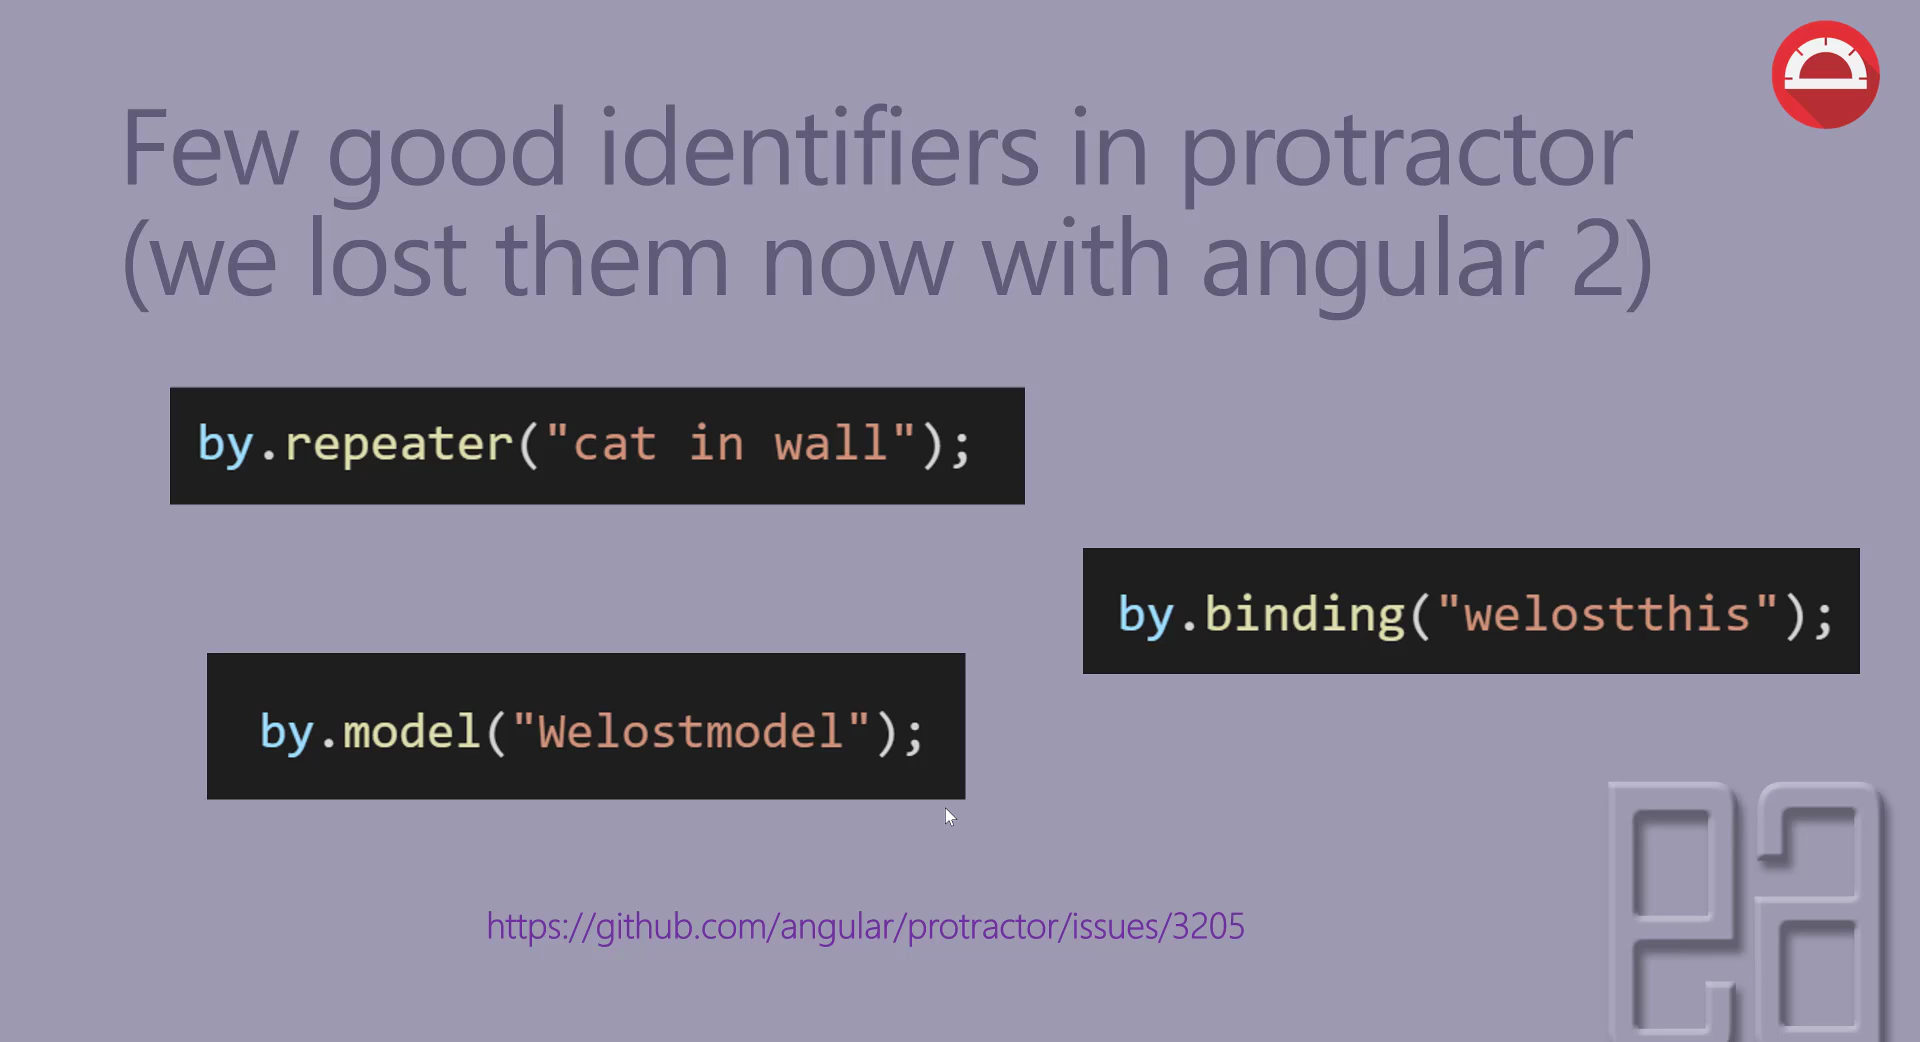 Few good identifiers in protractor
(we lost them now with angular 2)
by.repeater("cat in wall");
by.binding("welostthis");
by.model("Welostmodel");
https://github.com/angular/protractor/issues/3205